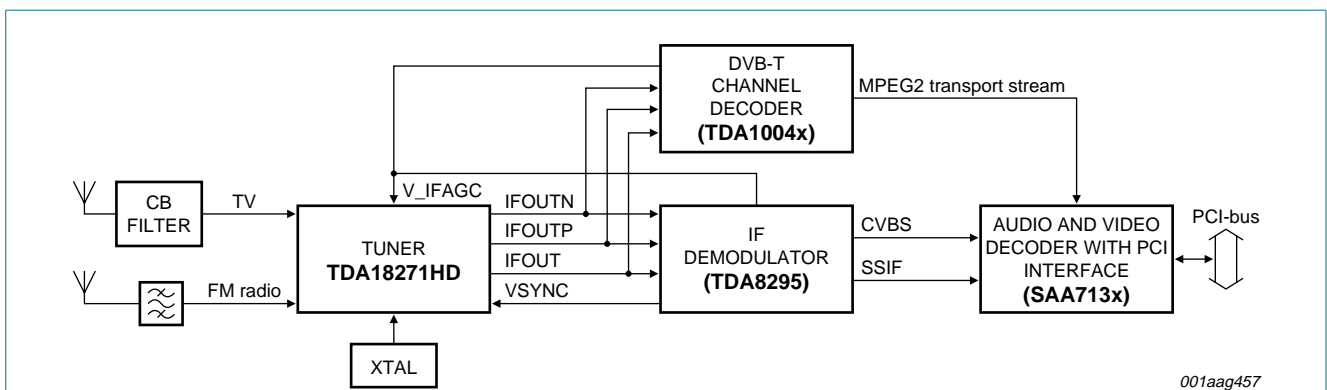 DVB-T
CHANNEL
DECODER
(TDA1004x)
MPEG2 transport stream
CB
FILTER
TV
V_IFAGC
IFOUTN
IFOUTP
IFOUT
VSYNC
TUNER
TDA18271HD
IF
DEMODULATOR
(TDA8295)
CVBS
SSIF
AUDIO AND VIDEO
DECODER WITH PCI
INTERFACE
(SAA713x)
PCI-bus
FM radio
XTAL
001aag457